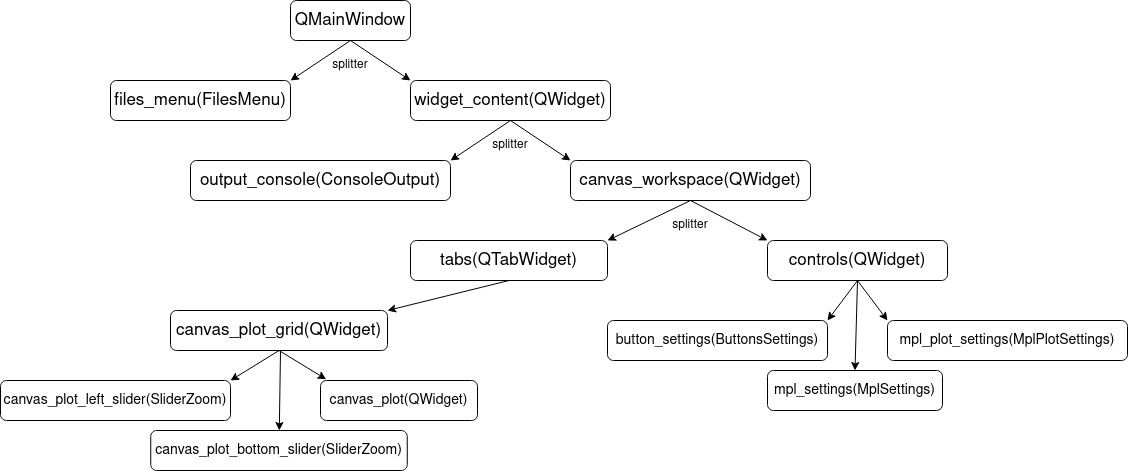 QMainWindow
splitter
files_menu(FilesMenu)
widget_content(QWidget)
splitter
output_console(ConsoleOutput)
canvas_workspace(QWidget)
splitter
tabs(QTabWidget)
controls(QWidget)
canvas_plot_grid(QWidget)
button_settings(ButtonsSettings)
mpl_plot_settings(MplPlotSettings)
mpl_settings(MplSettings)
canvas_plot_left_slider(SliderZoom)
canvas_plot(QWidget)
canvas_plot_bottom_slider(SliderZoom)